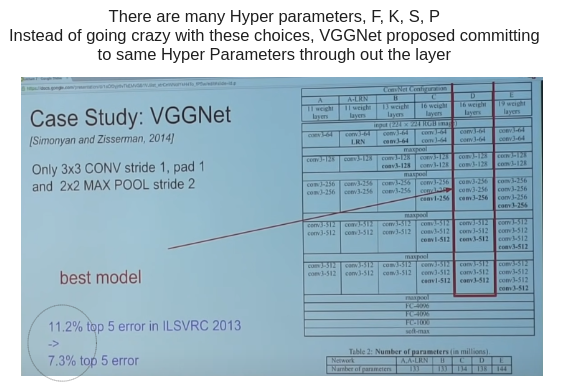 There are many Hyper parameters, F, K, S, P
Instead of going crazy with these choices, VGGNet proposed committing
to same Hyper Parameters through out the layer
Case Study: VGGNet
[Simonyan and Zisserman, 2014]
Only 3x3 CONV stride 1, pad 1
and 2x2 MAX POOL stride 2
best model
11.2% top 5 error in ILSVRC 2013
->
7.3% top 5 error
ConvNet Configuration
A A-LRN B C D E
11 weight layers 11 weight layers 13 weight layers 16 weight layers 16 weight layers 19 weight layers
input (224 × 224 RGB image)
conv3-64 conv3-64 conv3-64 conv3-64 conv3-64 conv3-64
LRN conv3-64 conv3-64 conv3-64 conv3-64
maxpool
conv3-128 conv3-128 conv3-128 conv3-128 conv3-128 conv3-128
conv3-128 conv3-128 conv3-128 conv3-128
maxpool
conv3-256 conv3-256 conv3-256 conv3-256 conv3-256 conv3-256
conv3-256 conv3-256 conv3-256 conv3-256 conv3-256 conv3-256
conv1-256 conv3-256 conv3-256
conv3-256
maxpool
conv3-512 conv3-512 conv3-512 conv3-512 conv3-512 conv3-512
conv3-512 conv3-512 conv3-512 conv3-512 conv3-512 conv3-512
conv1-512 conv3-512 conv3-512
conv3-512
maxpool
conv3-512 conv3-512 conv3-512 conv3-512 conv3-512 conv3-512
conv3-512 conv3-512 conv3-512 conv3-512 conv3-512 conv3-512
conv1-512 conv3-512 conv3-512
conv3-512
maxpool
FC-4096
FC-4096
FC-1000
soft-max
Table 2: Number of parameters (in millions).
Network A,A-LRN B C D E
Number of parameters 133 133 134 138 144